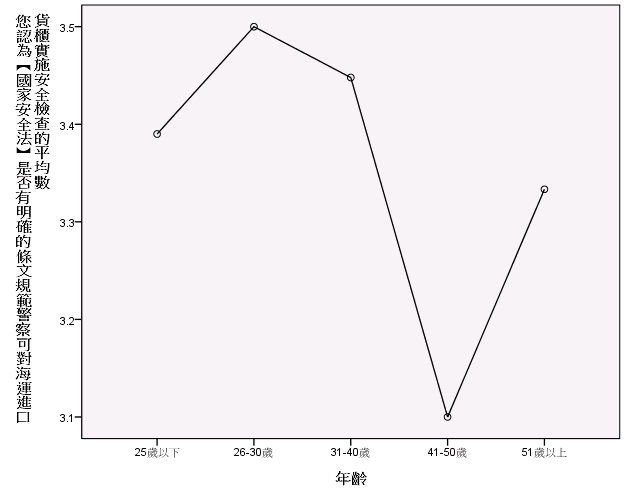 您認為【國家安全法】是否有明確的條文規範警察可對海運進口
貨櫃實施安全檢查的平均數
3.5
3.4
3.3
3.2
3.1
25歲以下
26-30歲
31-40歲
41-50歲
51歲以上
年齡